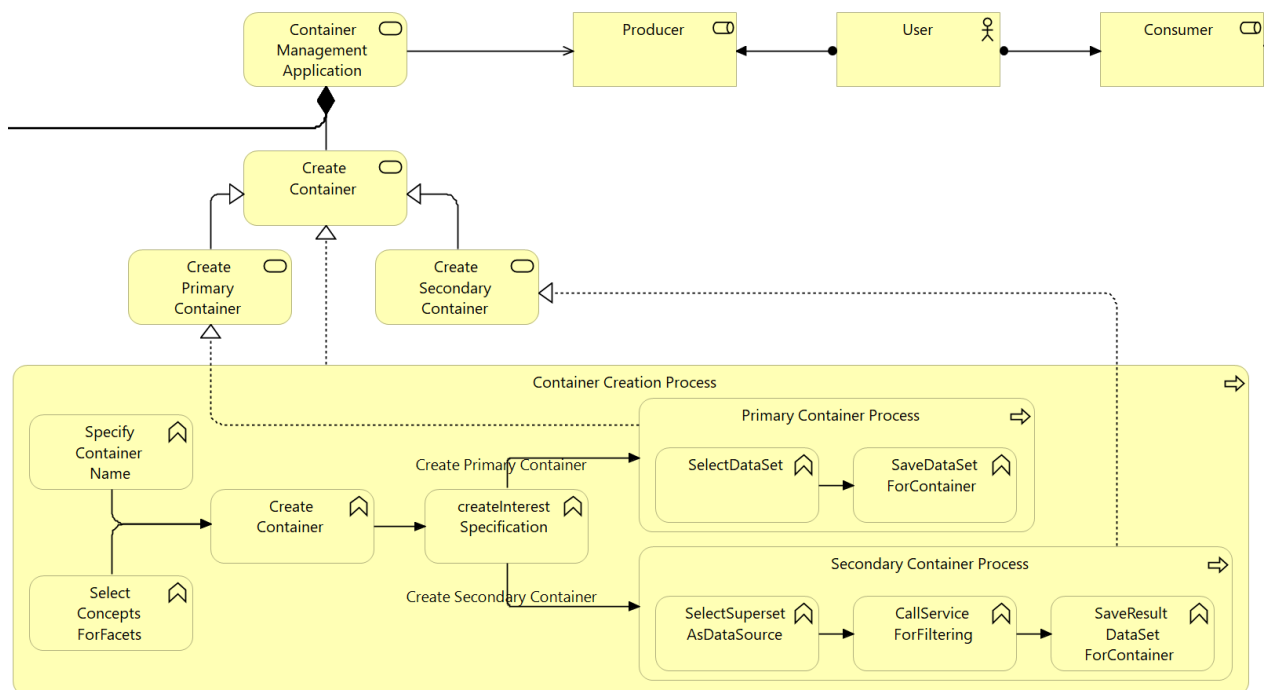 Container
Management
Application
Producer
User
Consumer
Create
Container
Create
Primary
Container
Create
Secondary
Container
Container Creation Process
Specify
Container
Name
Select
Concepts
ForFacets
Create
Container
createInterest
Specification
Create Primary Container
Create Secondary Container
Primary Container Process
SelectDataSet
SaveDataSet
ForContainer
Secondary Container Process
SelectSuperset
AsDataSource
CallService
ForFiltering
SaveResult
DataSet
ForContainer